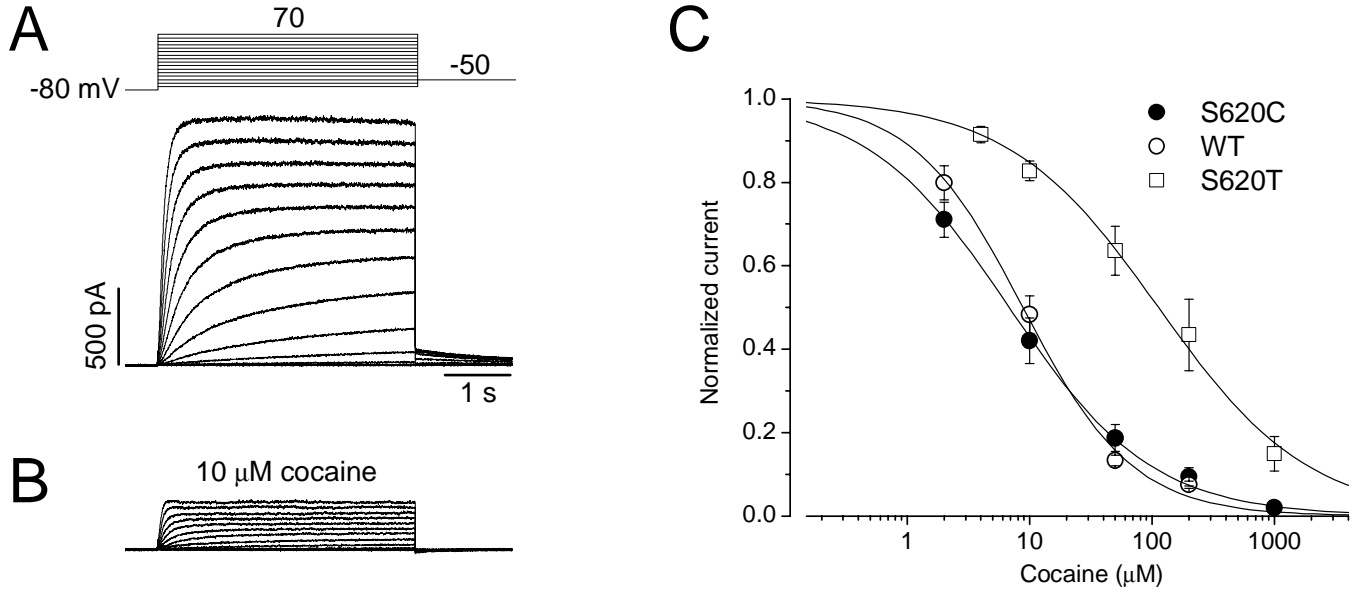 A
70
-50
-80 mV
500 pA
1 s
B
10 μM cocaine
C
1.0
0.8
0.6
0.4
0.2
0.0
Normalized current
S620C
WT
S620T
1 10 100 1000
Cocaine (μM)